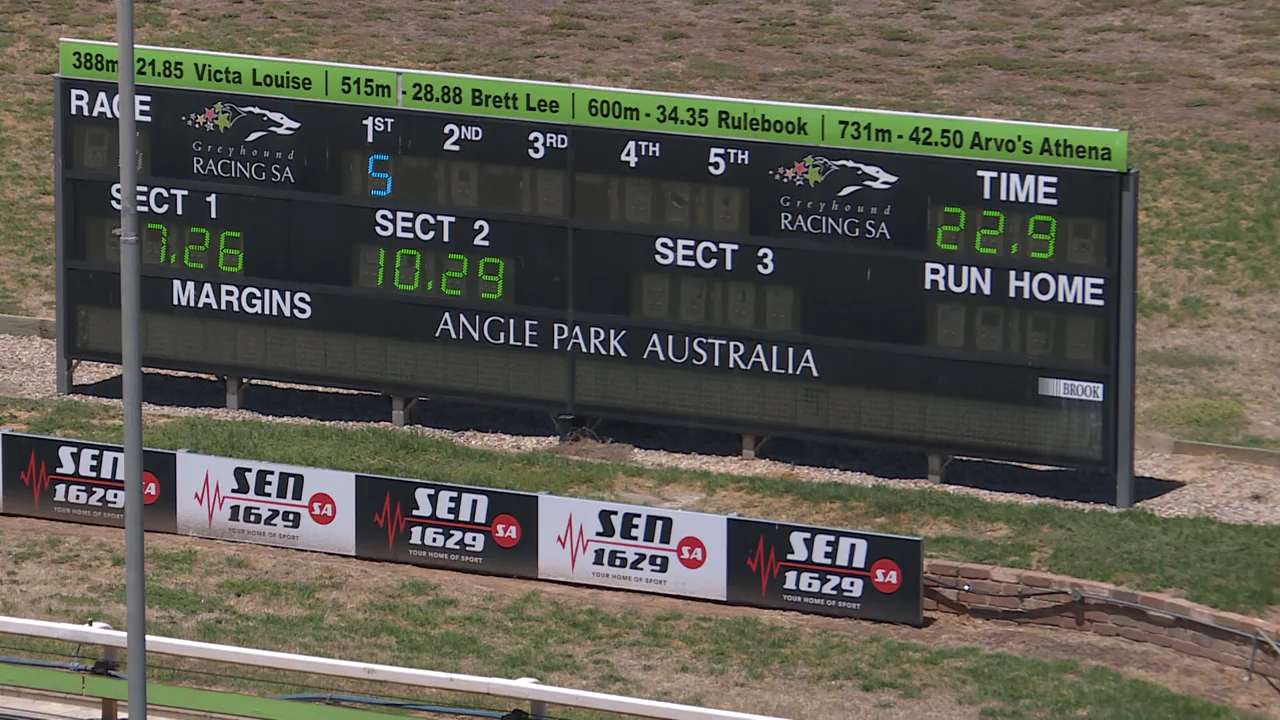 388m 21.85 Victa Louise | 515m - 28.88 Brett Lee | 600m - 34.35 Rulebook | 731m - 42.50 Arvo's Athena
RACE
Greyhound
RACING SA
1ST 2ND 3RD 4TH 5TH
5
Greyhound
RACING SA
TIME
22.9
SECT 1
7.26
SECT 2
10.29
SECT 3
RUN HOME
MARGINS
ANGLE PARK AUSTRALIA
BROOK
SEN
1629 SA
SEN
1629 SA
YOUR HOME OF SPORT
SEN
1629 SA
YOUR HOME OF SPORT
SEN
1629 SA
YOUR HOME OF SPORT
SEN
1629 SA
YOUR HOME OF SPORT